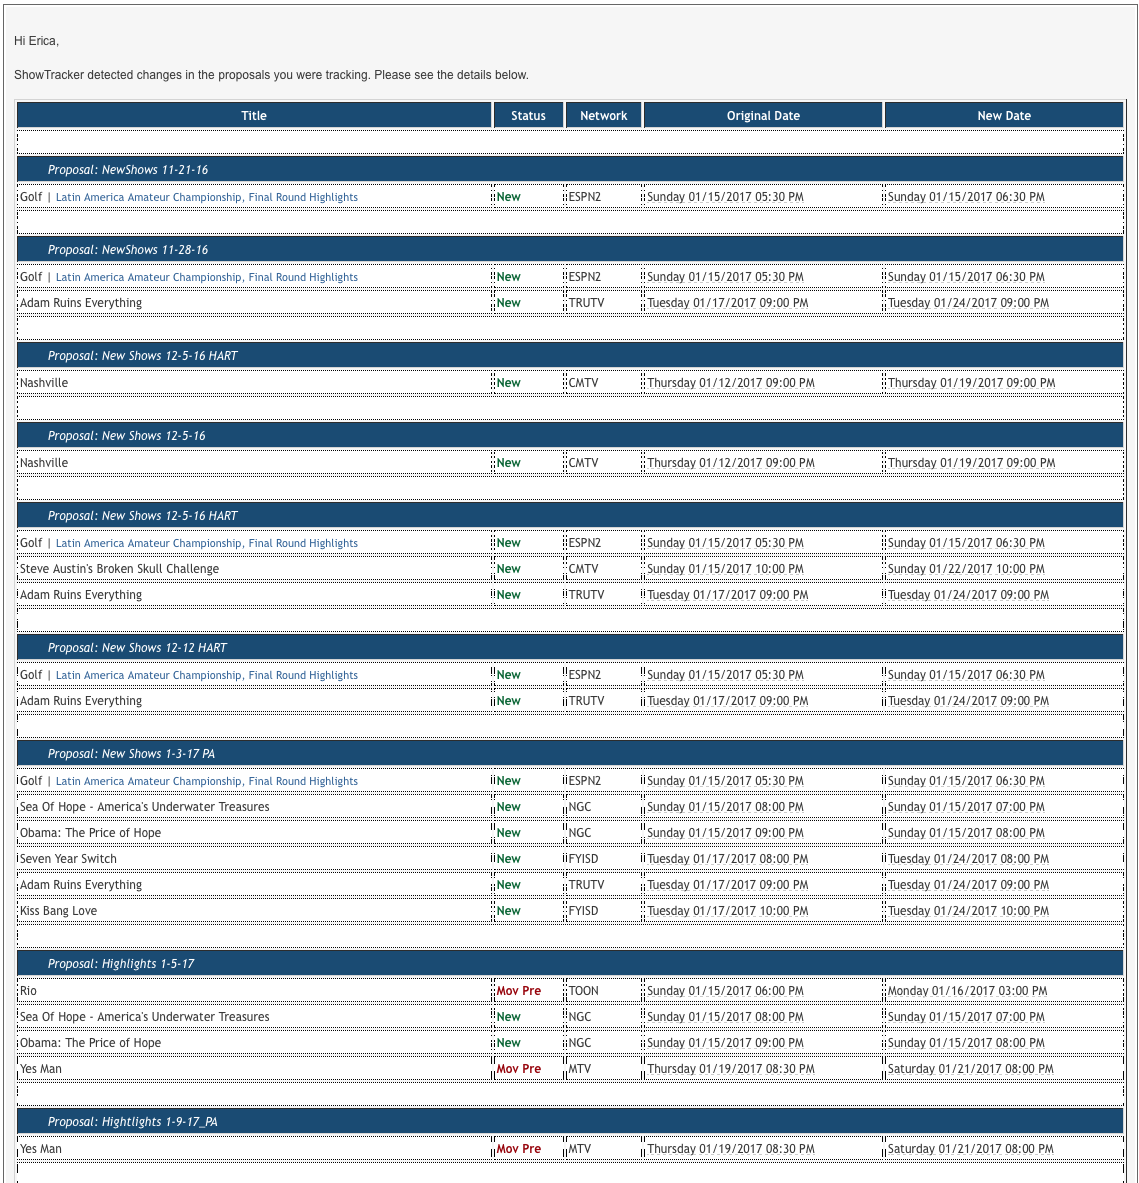 Hi Erica,
ShowTracker detected changes in the proposals you were tracking. Please see the details below.
Title Status Network Original Date New Date
Proposal: NewShows 11-21-16
Golf | Latin America Amateur Championship, Final Round Highlights New ESPN2 Sunday 01/15/2017 05:30 PM Sunday 01/15/2017 06:30 PM
Proposal: NewShows 11-28-16
Golf | Latin America Amateur Championship, Final Round Highlights New ESPN2 Sunday 01/15/2017 05:30 PM Sunday 01/15/2017 06:30 PM
Adam Ruins Everything New TRUTV Tuesday 01/17/2017 09:00 PM Tuesday 01/24/2017 09:00 PM
Proposal: New Shows 12-5-16 HART
Nashville New CMTV Thursday 01/12/2017 09:00 PM Thursday 01/19/2017 09:00 PM
Proposal: New Shows 12-5-16
Nashville New CMTV Thursday 01/12/2017 09:00 PM Thursday 01/19/2017 09:00 PM
Proposal: New Shows 12-5-16 HART
Golf | Latin America Amateur Championship, Final Round Highlights New ESPN2 Sunday 01/15/2017 05:30 PM Sunday 01/15/2017 06:30 PM
Steve Austin's Broken Skull Challenge New CMTV Sunday 01/15/2017 10:00 PM Sunday 01/22/2017 10:00 PM
Adam Ruins Everything New TRUTV Tuesday 01/17/2017 09:00 PM Tuesday 01/24/2017 09:00 PM
Proposal: New Shows 12-12 HART
Golf | Latin America Amateur Championship, Final Round Highlights New ESPN2 Sunday 01/15/2017 05:30 PM Sunday 01/15/2017 06:30 PM
Adam Ruins Everything New TRUTV Tuesday 01/17/2017 09:00 PM Tuesday 01/24/2017 09:00 PM
Proposal: New Shows 1-3-17 PA
Golf | Latin America Amateur Championship, Final Round Highlights New ESPN2 Sunday 01/15/2017 05:30 PM Sunday 01/15/2017 06:30 PM
Sea Of Hope - America's Underwater Treasures New NGC Sunday 01/15/2017 08:00 PM Sunday 01/15/2017 07:00 PM
Obama: The Price of Hope New NGC Sunday 01/15/2017 09:00 PM Sunday 01/15/2017 08:00 PM
Seven Year Switch New FYISD Tuesday 01/17/2017 08:00 PM Tuesday 01/24/2017 08:00 PM
Adam Ruins Everything New TRUTV Tuesday 01/17/2017 09:00 PM Tuesday 01/24/2017 09:00 PM
Kiss Bang Love New FYISD Tuesday 01/17/2017 10:00 PM Tuesday 01/24/2017 10:00 PM
Proposal: Highlights 1-5-17
Rio Mov Pre TOON Sunday 01/15/2017 06:00 PM Monday 01/16/2017 03:00 PM
Sea Of Hope - America's Underwater Treasures New NGC Sunday 01/15/2017 08:00 PM Sunday 01/15/2017 07:00 PM
Obama: The Price of Hope New NGC Sunday 01/15/2017 09:00 PM Sunday 01/15/2017 08:00 PM
Yes Man Mov Pre MTV Thursday 01/19/2017 08:30 PM Saturday 01/21/2017 08:00 PM
Proposal: Hightlights 1-9-17_PA
Yes Man Mov Pre MTV Thursday 01/19/2017 08:30 PM Saturday 01/21/2017 08:00 PM